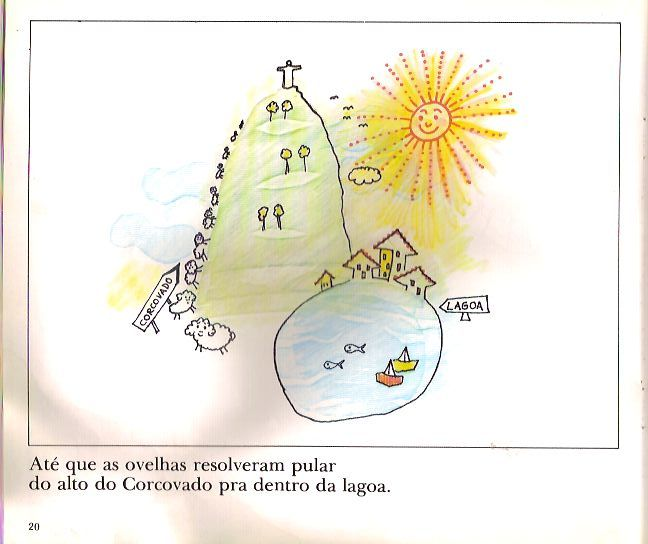 CORCOVADO
LAGOA
Até que as ovelhas resolveram pular
do alto do Corcovado pra dentro da lagoa.
20